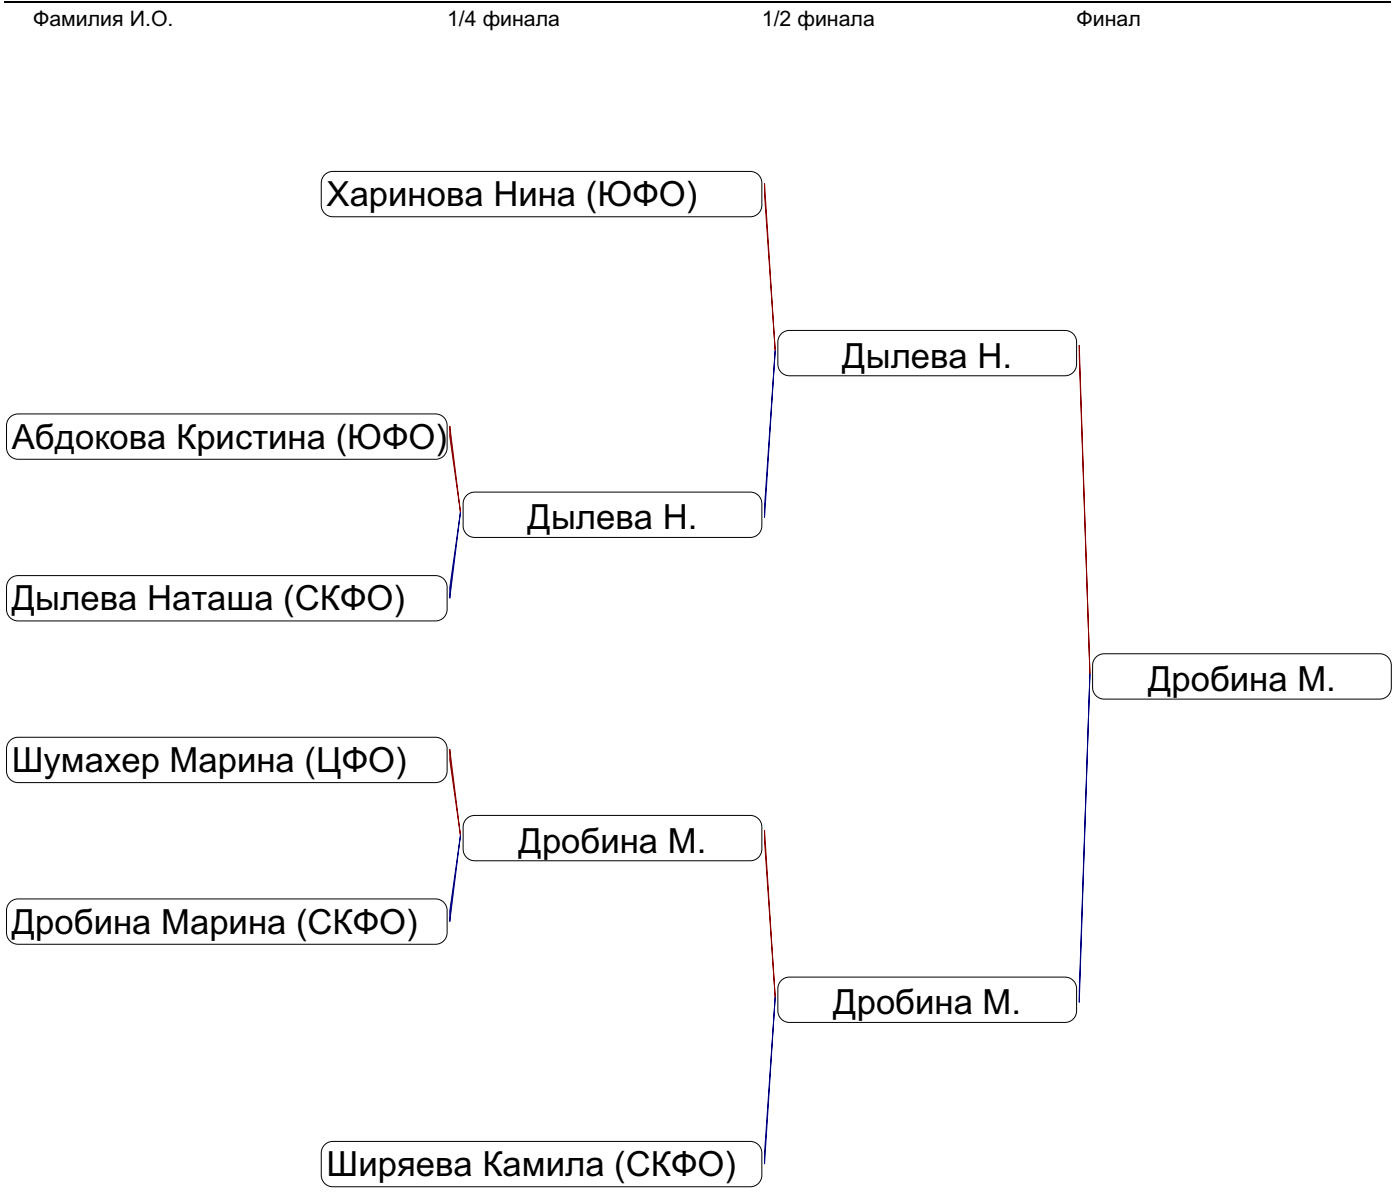 Фамилия И.О. 1/4 финала 1/2 финала Финал
Харинова Нина (ЮФО)
Дылева Н.
Абдокова Кристина (ЮФО)
Дылева Н.
Дылева Наташа (СКФО)
Дробина М.
Шумахер Марина (ЦФО)
Дробина М.
Дробина Марина (СКФО)
Дробина М.
Ширяева Камила (СКФО)